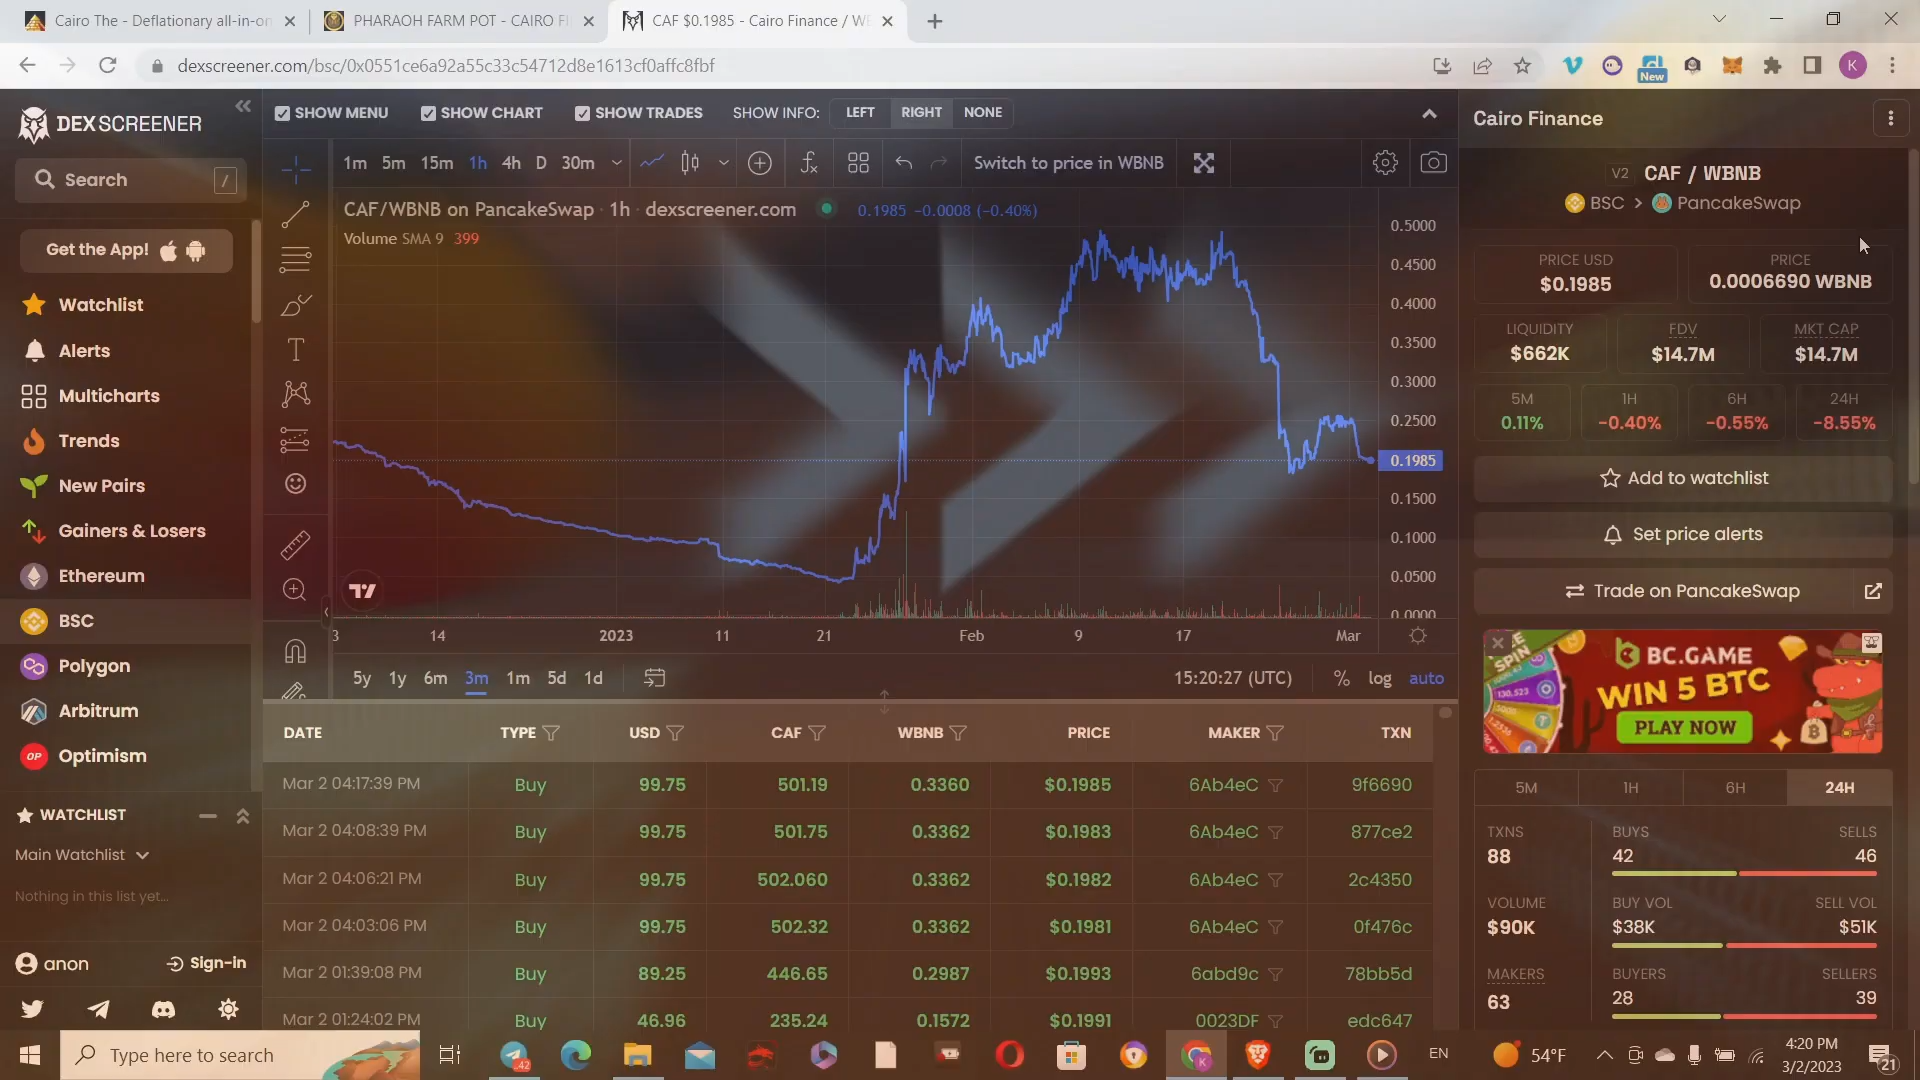 Cairo The - Deflationary all-in-on
PHARAOH FARM POT - CAIRO FI
CAF $0.1985 - Cairo Finance / WB
dexscreener.com/bsc/0x0551ce6a92a55c33c54712d8e1613cf0affc8fbf
New
K
DEXSCREENER
Search
/
Get the App!
Watchlist
Alerts
Multicharts
Trends
New Pairs
Gainers & Losers
Ethereum
BSC
Polygon
Arbitrum
OP
Optimism
WATCHLIST
Main Watchlist
Nothing in this list yet...
anon
Sign-in
SHOW MENU
SHOW CHART
SHOW TRADES
SHOW INFO:
LEFT
RIGHT
NONE
1m 5m 15m 1h 4h D 30m
Switch to price in WBNB
CAF/WBNB on PancakeSwap · 1h · dexscreener.com
0.1985 −0.0008 (−0.40%)
Volume SMA 9 399
0.5000
0.4500
0.4000
0.3500
0.3000
0.2500
0.1985
0.1500
0.1000
0.0500
0.0000
3 14 2023 11 21 Feb 9 17 Mar
5y 1y 6m 3m 1m 5d 1d
15:20:27 (UTC)
% log auto
DATE TYPE USD CAF WBNB PRICE MAKER TXN
Mar 2 04:17:39 PM Buy 99.75 501.19 0.3360 $0.1985 6Ab4eC 9f6690
Mar 2 04:08:39 PM Buy 99.75 501.75 0.3362 $0.1983 6Ab4eC 877ce2
Mar 2 04:06:21 PM Buy 99.75 502.060 0.3362 $0.1982 6Ab4eC 2c4350
Mar 2 04:03:06 PM Buy 99.75 502.32 0.3362 $0.1981 6Ab4eC 0f476c
Mar 2 01:39:08 PM Buy 89.25 446.65 0.2987 $0.1993 6abd9c 78bb5d
Mar 2 01:24:02 PM Buy 46.96 235.24 0.1572 $0.1991 0023DF edc647
Cairo Finance
V2 CAF / WBNB
BSC > PancakeSwap
PRICE USD
$0.1985
PRICE
0.0006690 WBNB
LIQUIDITY
$662K
FDV
$14.7M
MKT CAP
$14.7M
5M
0.11%
1H
-0.40%
6H
-0.55%
24H
-8.55%
Add to watchlist
Set price alerts
Trade on PancakeSwap
SPIN
BC.GAME
WIN 5 BTC
PLAY NOW
5M 1H 6H 24H
TXNS
88
BUYS
42
SELLS
46
VOLUME
$90K
BUY VOL
$38K
SELL VOL
$51K
MAKERS
63
BUYERS
28
SELLERS
39
Type here to search
42
EN
54°F
4:20 PM
3/2/2023
21